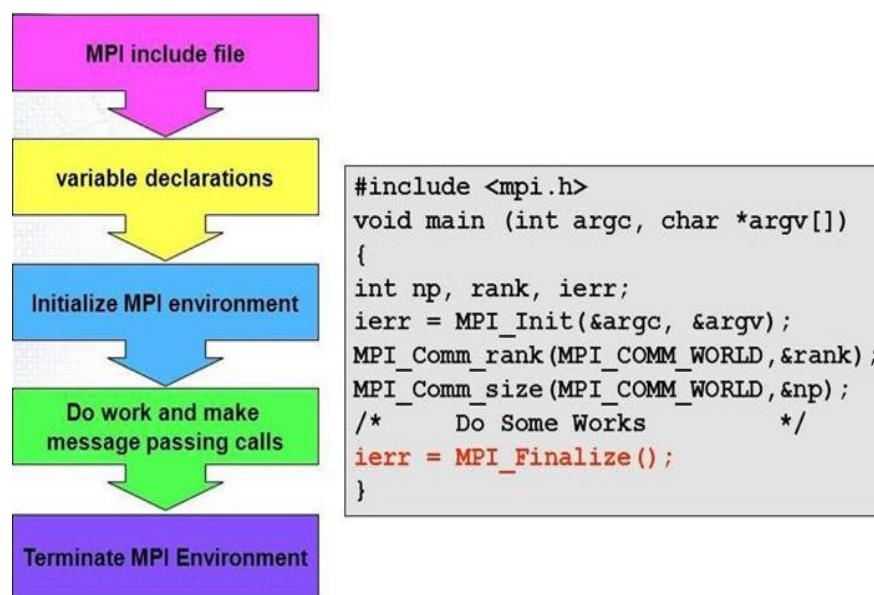 MPI include file
variable declarations
Initialize MPI environment
Do work and make
message passing calls
Terminate MPI Environment
#include <mpi.h>
void main (int argc, char *argv[])
{
int np, rank, ierr;
ierr = MPI_Init(&argc, &argv);
MPI_Comm_rank(MPI_COMM_WORLD,&rank);
MPI_Comm_size(MPI_COMM_WORLD,&np);
/*     Do Some Works          */
ierr = MPI_Finalize();
}